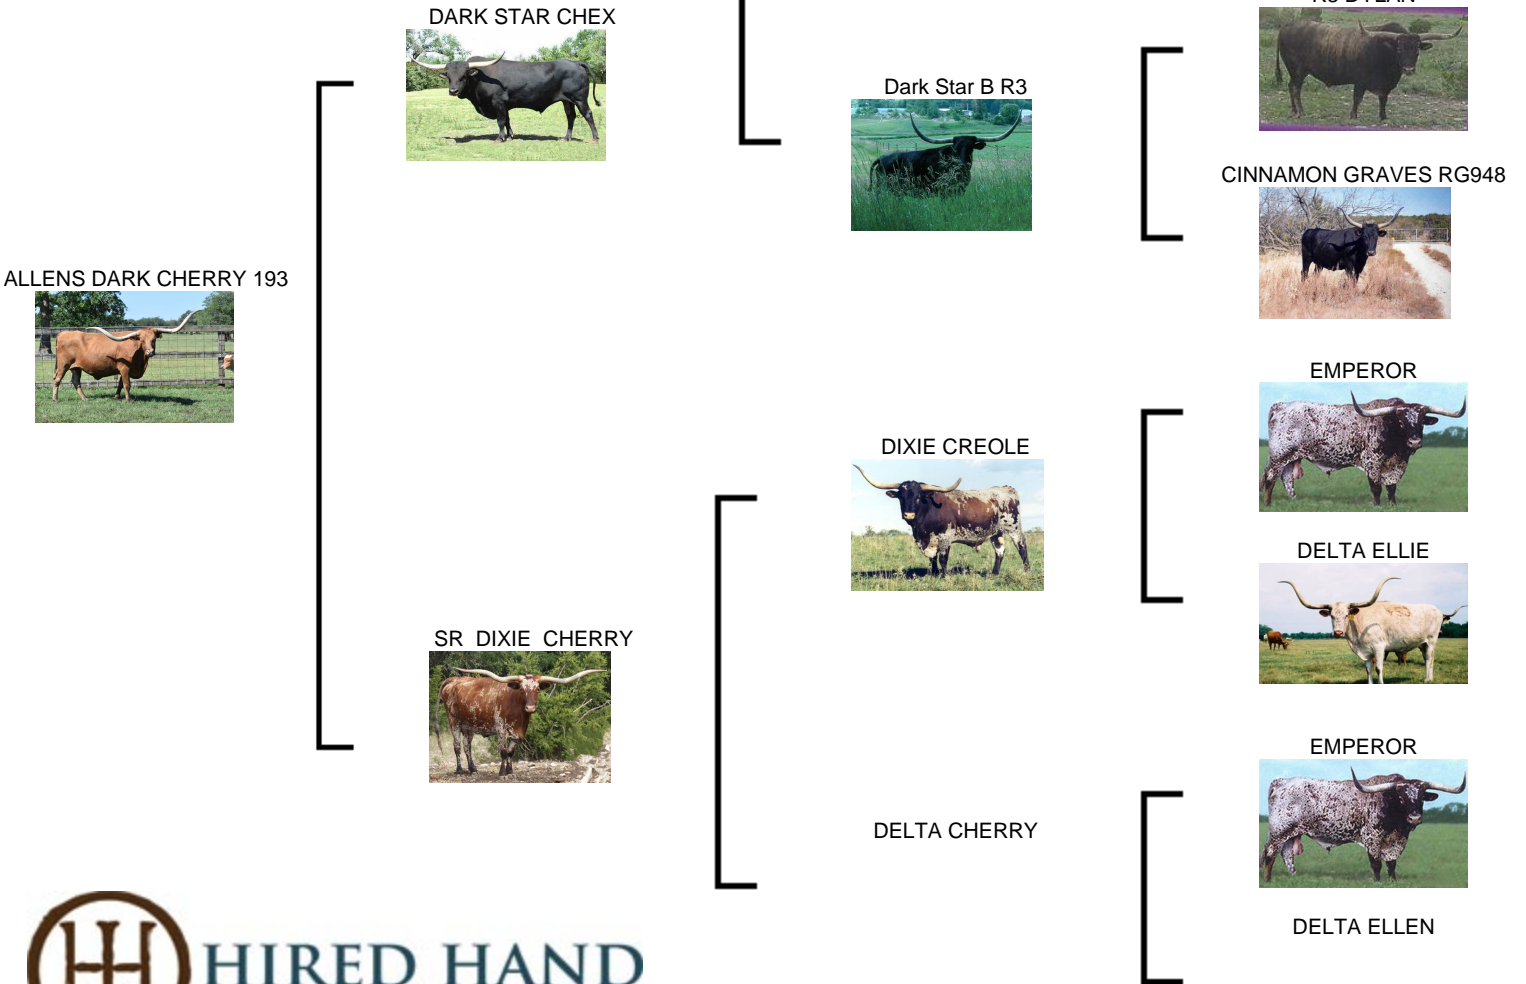 DARK STAR CHEX
Dark Star B R3
CINNAMON GRAVES RG948
ALLENS DARK CHERRY 193
EMPEROR
DIXIE CREOLE
DELTA ELLIE
SR DIXIE CHERRY
EMPEROR
DELTA CHERRY
DELTA ELLEN
HIRED HAND